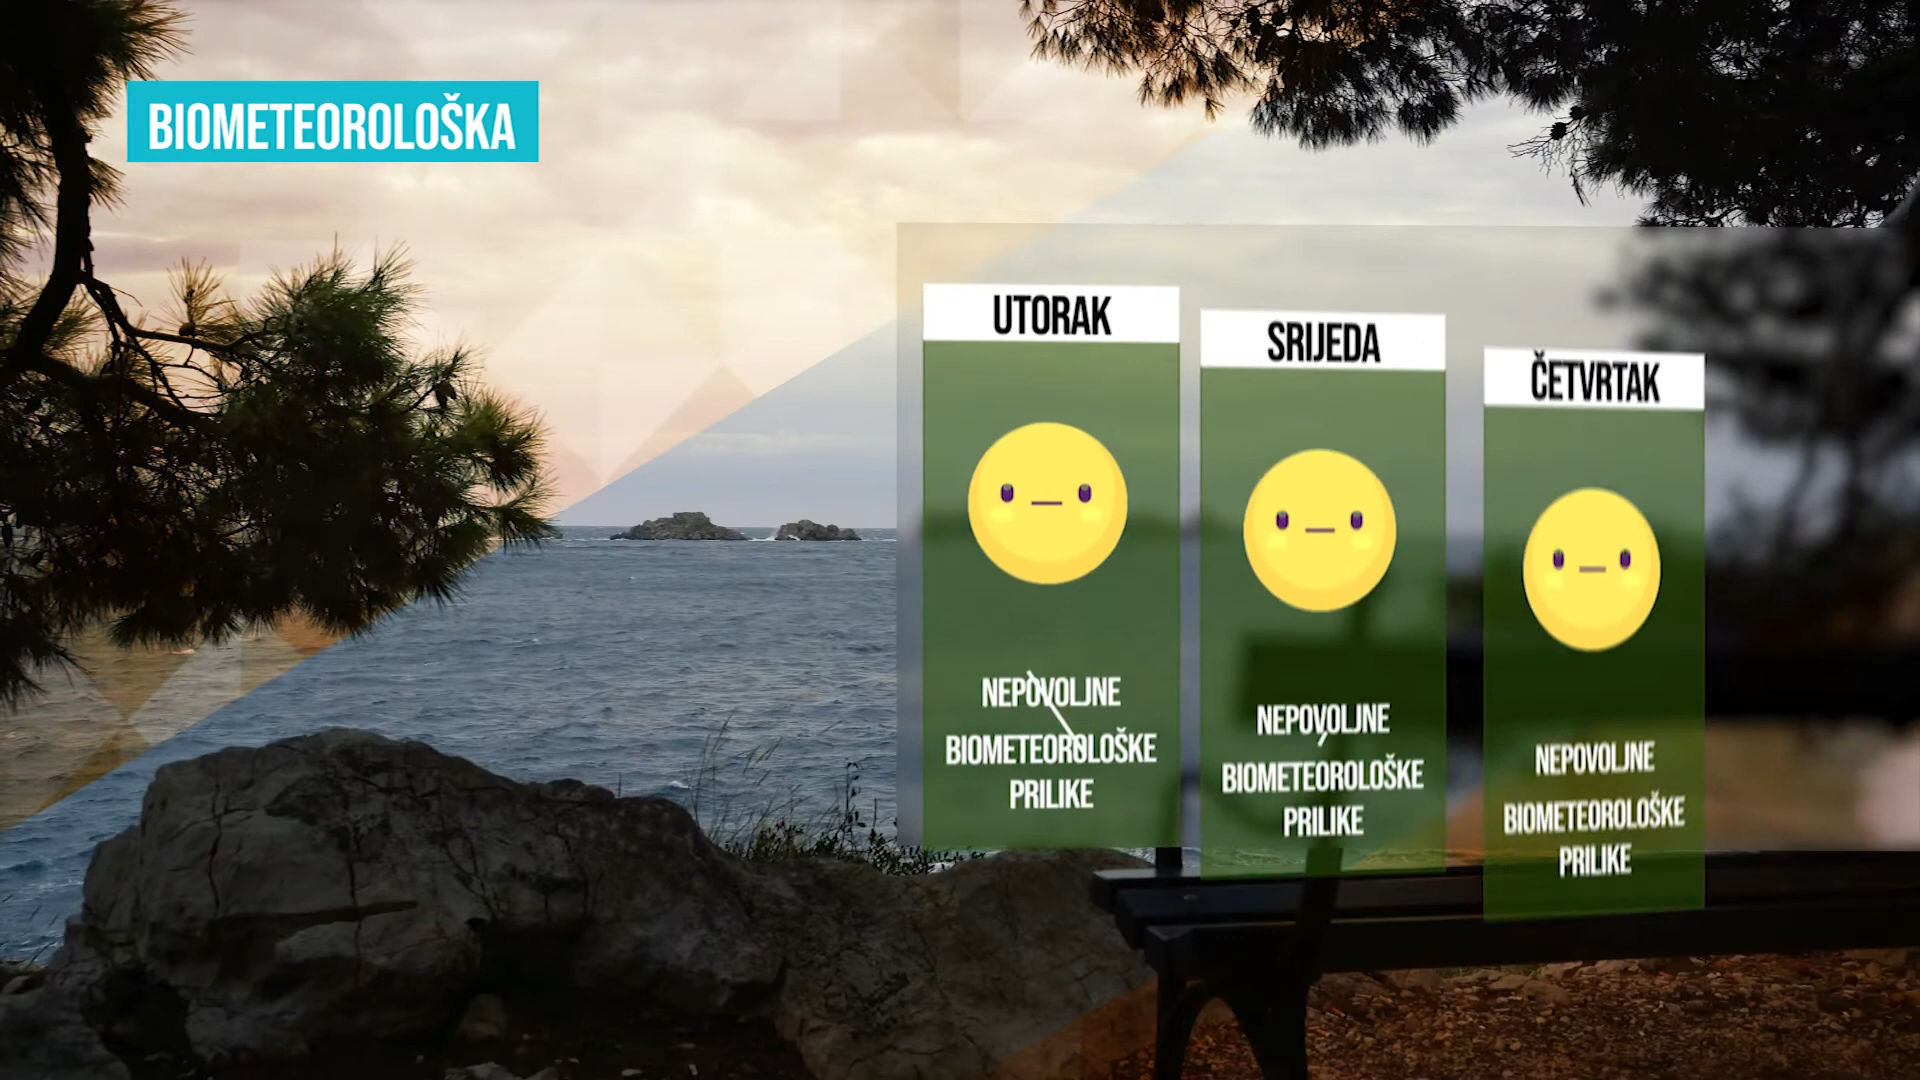 BIOMETEOROLOŠKA
UTORAK
NEPOVOLJNE
BIOMETEOROLOŠKE
PRILIKE
SRIJEDA
NEPOVOLJNE
BIOMETEOROLOŠKE
PRILIKE
ČETVRTAK
NEPOVOLJNE
BIOMETEOROLOŠKE
PRILIKE